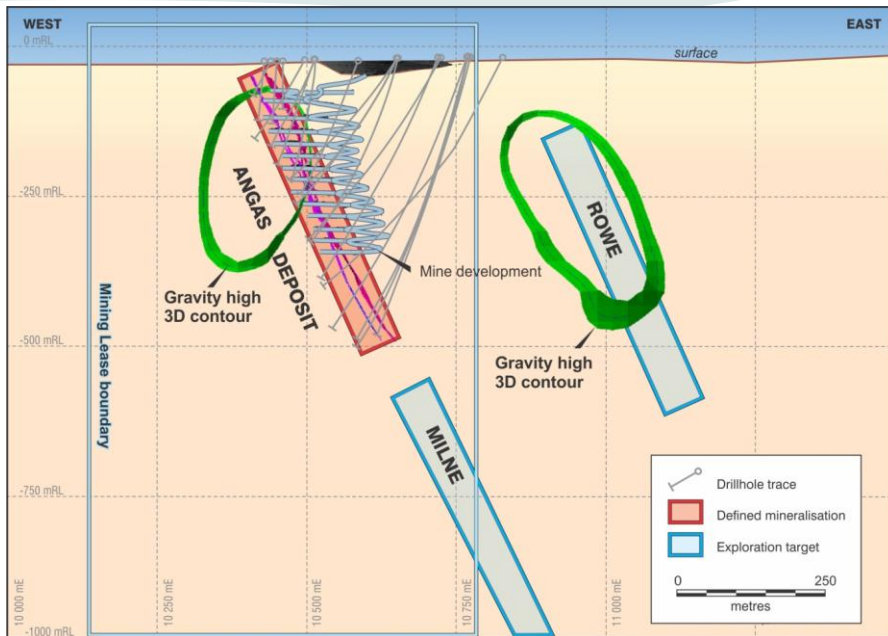 WEST
EAST
0 mRL
surface
-250 mRL
ANGAS
DEPOSIT
ROWE
Mine development
Gravity high
3D contour
Mining Lease boundary
-500 mRL
Gravity high
3D contour
MILNE
-750 mRL
Drillhole trace
Defined mineralisation
Exploration target
0
250
metres
10 000 mE
10 250 mE
10 500 mE
10 750 mE
11 000 mE
-1000 mRL